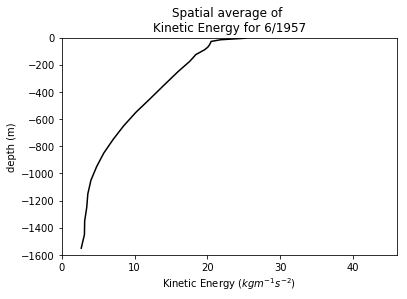 Spatial average of
Kinetic Energy for 6/1957
0
−200
−400
−600
−800
−1000
−1200
−1400
−1600
depth (m)
0 10 20 30 40
Kinetic Energy (kgm⁻¹s⁻²)